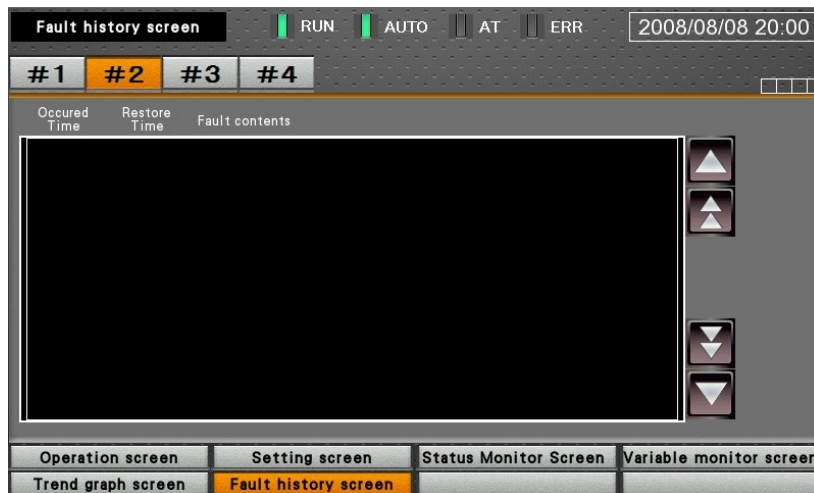 Fault history screen RUN AUTO AT ERR 2008/08/08 20:00
#1 #2 #3 #4
Occured Restore Fault contents
Time Time
Operation screen Setting screen Status Monitor Screen Variable monitor screen
Trend graph screen Fault history screen